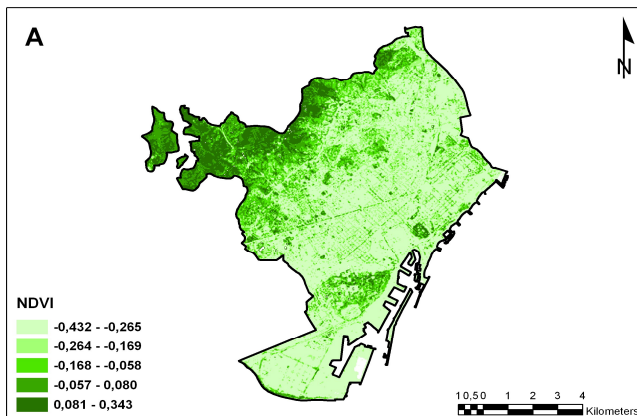 A
N
NDVI
-0,432 - -0,265
-0,264 - -0,169
-0,168 - -0,058
-0,057 - 0,080
0,081 - 0,343
1 0,5 0 1 2 3 4
Kilometers